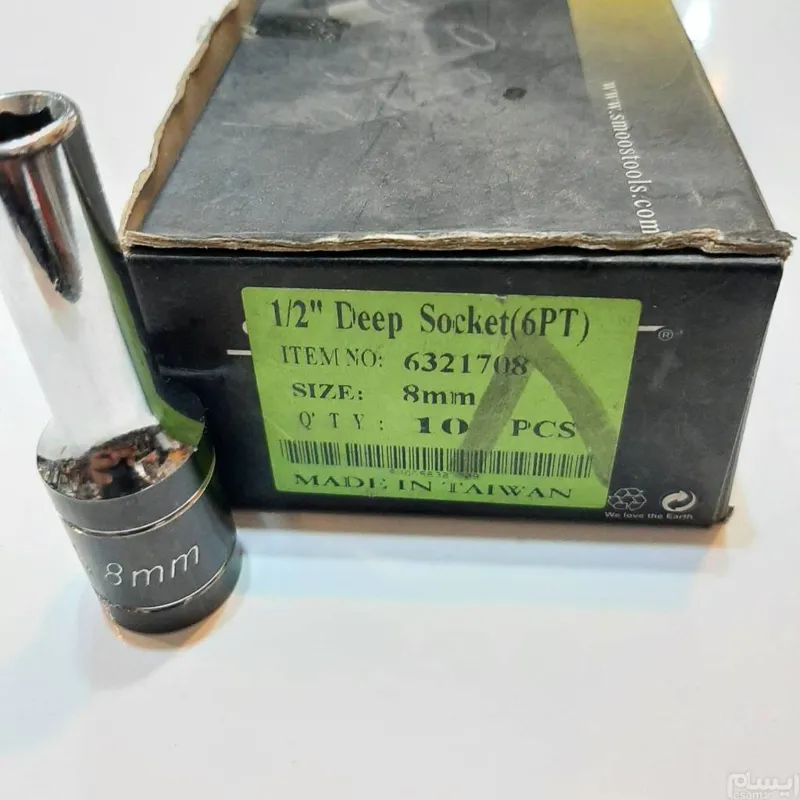 www.smoostools.com
1/2" Deep Socket(6PT)
®
ITEM NO: 6321708
SIZE: 8mm
Q'TY: 10 PCS
MADE IN TAIWAN
We love the Earth
8mm
ایسام